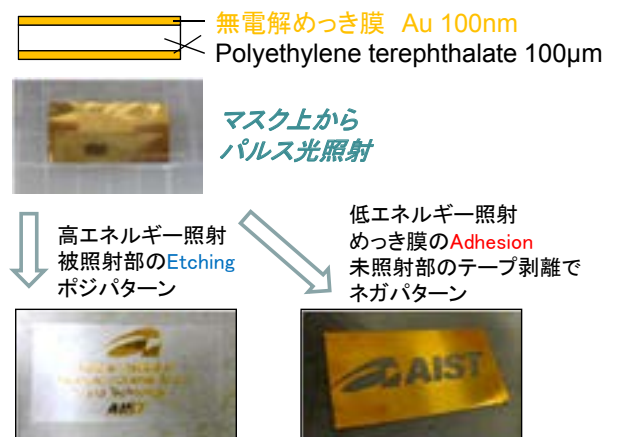 無電解めっき膜 Au 100nm
Polyethylene terephthalate 100μm
マスク上から
パルス光照射
高エネルギー照射
被照射部のEtching
ポジパターン
低エネルギー照射
めっき膜のAdhesion
未照射部のテープ剥離で
ネガパターン
AIST
AIST